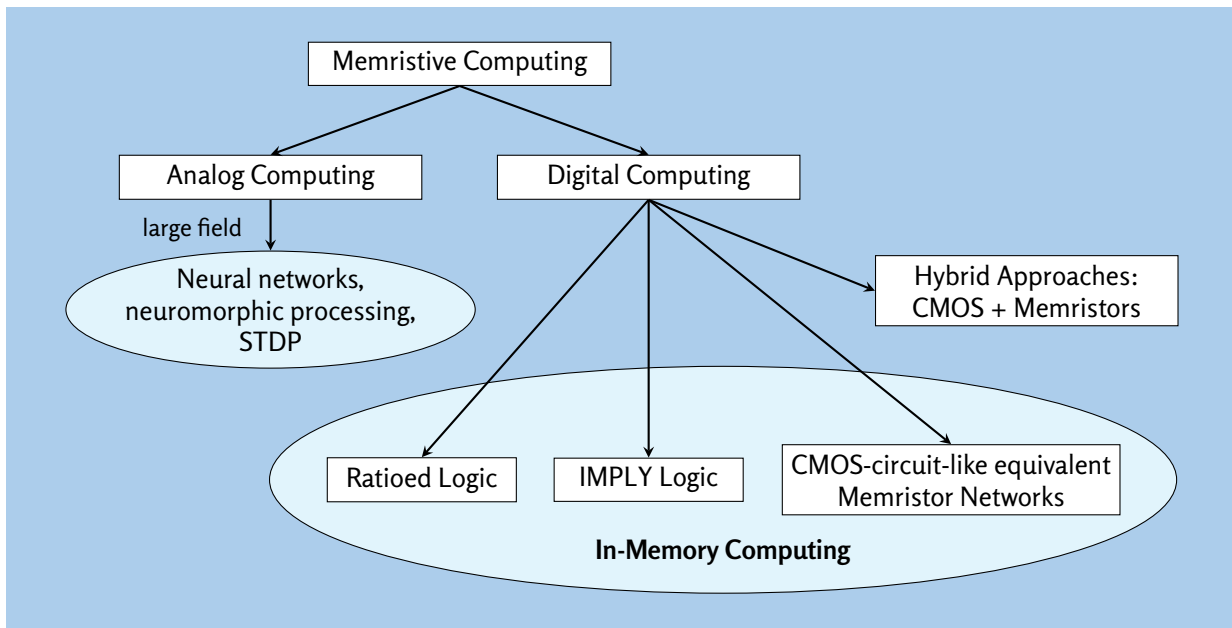 Memristive Computing
Analog Computing
Digital Computing
large field
Neural networks,
neuromorphic processing,
STDP
Hybrid Approaches:
CMOS + Memristors
Ratioed Logic
IMPLY Logic
CMOS-circuit-like equivalent
Memristor Networks
In-Memory Computing